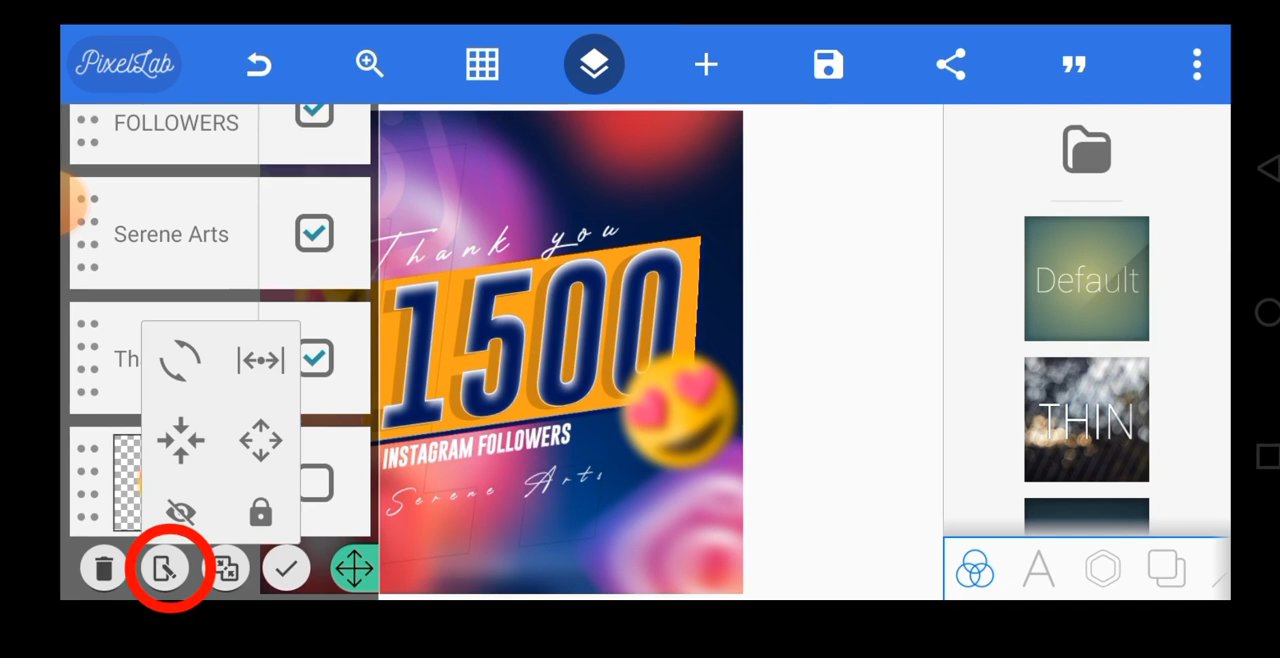 PixelLab
FOLLOWERS
Serene Arts
Th
Thank you
1500
INSTAGRAM FOLLOWERS
Serene Arts
Default
THIN
A